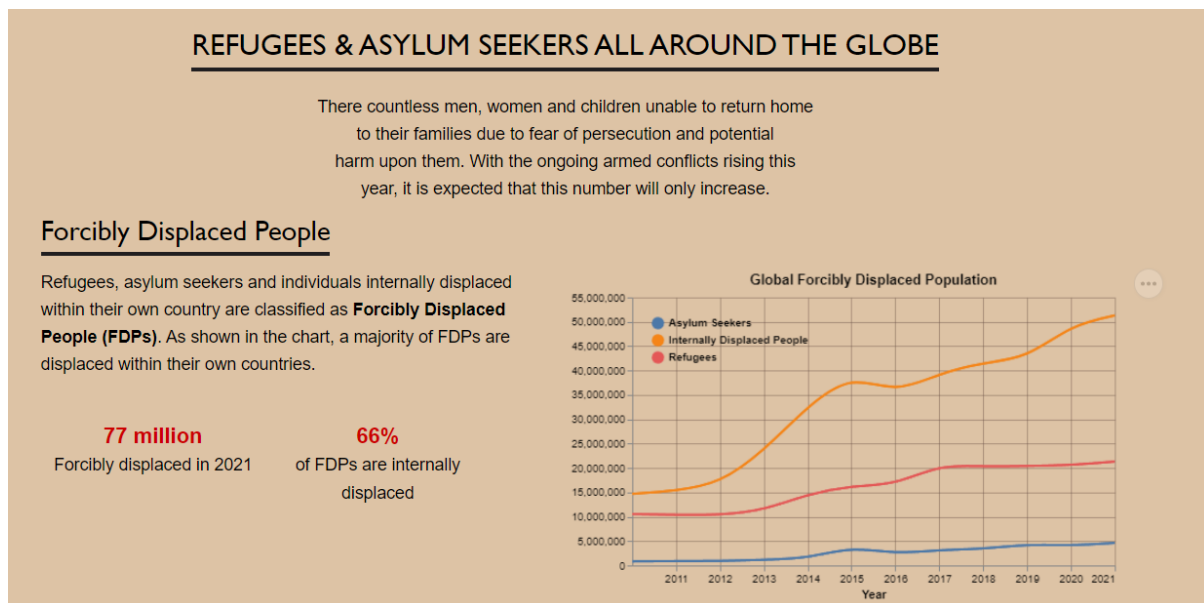 REFUGEES & ASYLUM SEEKERS ALL AROUND THE GLOBE
There countless men, women and children unable to return home
to their families due to fear of persecution and potential
harm upon them. With the ongoing armed conflicts rising this
year, it is expected that this number will only increase.
Forcibly Displaced People
Refugees, asylum seekers and individuals internally displaced
within their own country are classified as Forcibly Displaced
People (FDPs). As shown in the chart, a majority of FDPs are
displaced within their own countries.
77 million
Forcibly displaced in 2021
66%
of FDPs are internally
displaced
Global Forcibly Displaced Population
55,000,000
50,000,000
45,000,000
40,000,000
35,000,000
30,000,000
25,000,000
20,000,000
15,000,000
10,000,000
5,000,000
0
Asylum Seekers
Internally Displaced People
Refugees
2011 2012 2013 2014 2015 2016 2017 2018 2019 2020 2021
Year